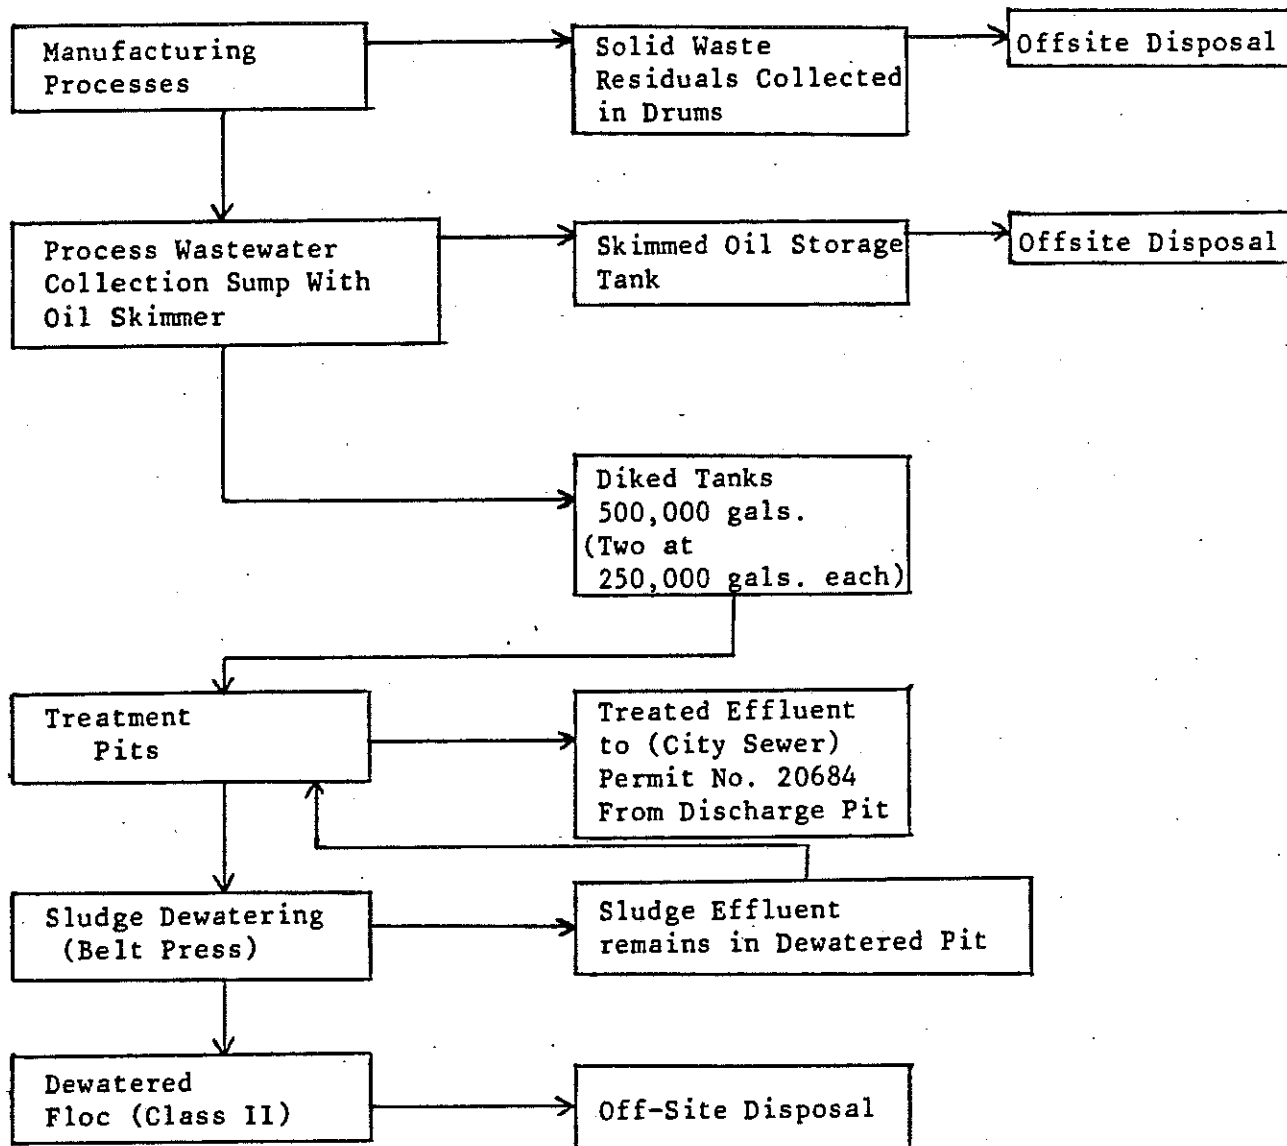 Manufacturing
Processes
Solid Waste
Residuals Collected
in Drums
Offsite Disposal
Process Wastewater
Collection Sump With
Oil Skimmer
Skimmed Oil Storage
Tank
Offsite Disposal
Diked Tanks
500,000 gals.
(Two at
250,000 gals. each)
Treatment
Pits
Treated Effluent
to (City Sewer)
Permit No. 20684
From Discharge Pit
Sludge Dewatering
(Belt Press)
Sludge Effluent
remains in Dewatered Pit
Dewatered
Floc (Class II)
Off-Site Disposal